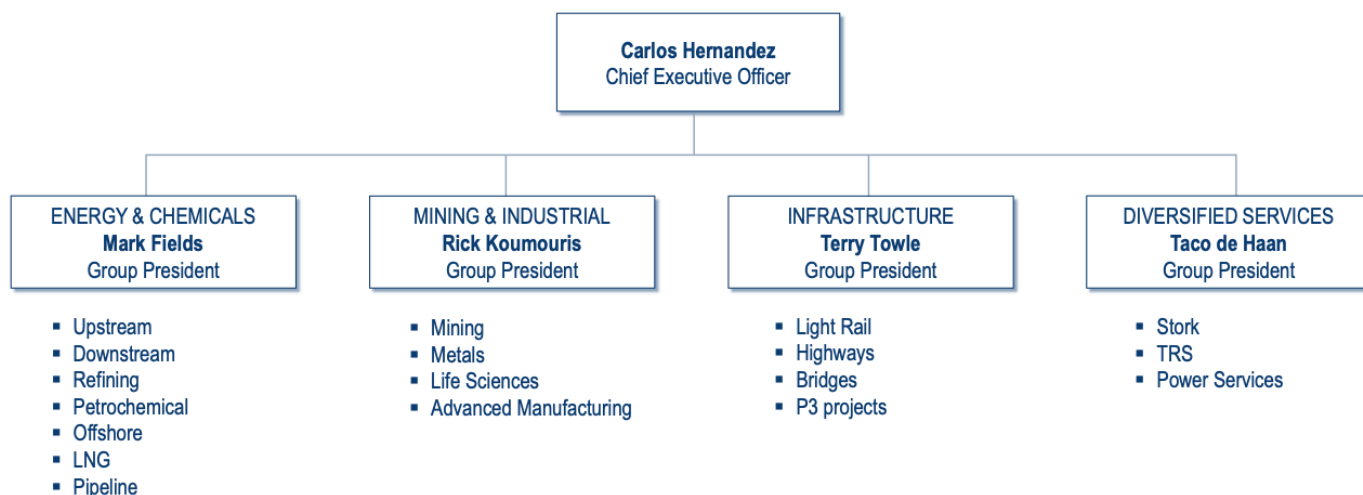 Carlos Hernandez
Chief Executive Officer
ENERGY & CHEMICALS
Mark Fields
Group President
▪ Upstream
▪ Downstream
▪ Refining
▪ Petrochemical
▪ Offshore
▪ LNG
▪ Pipeline
MINING & INDUSTRIAL
Rick Koumouris
Group President
▪ Mining
▪ Metals
▪ Life Sciences
▪ Advanced Manufacturing
INFRASTRUCTURE
Terry Towle
Group President
▪ Light Rail
▪ Highways
▪ Bridges
▪ P3 projects
DIVERSIFIED SERVICES
Taco de Haan
Group President
▪ Stork
▪ TRS
▪ Power Services